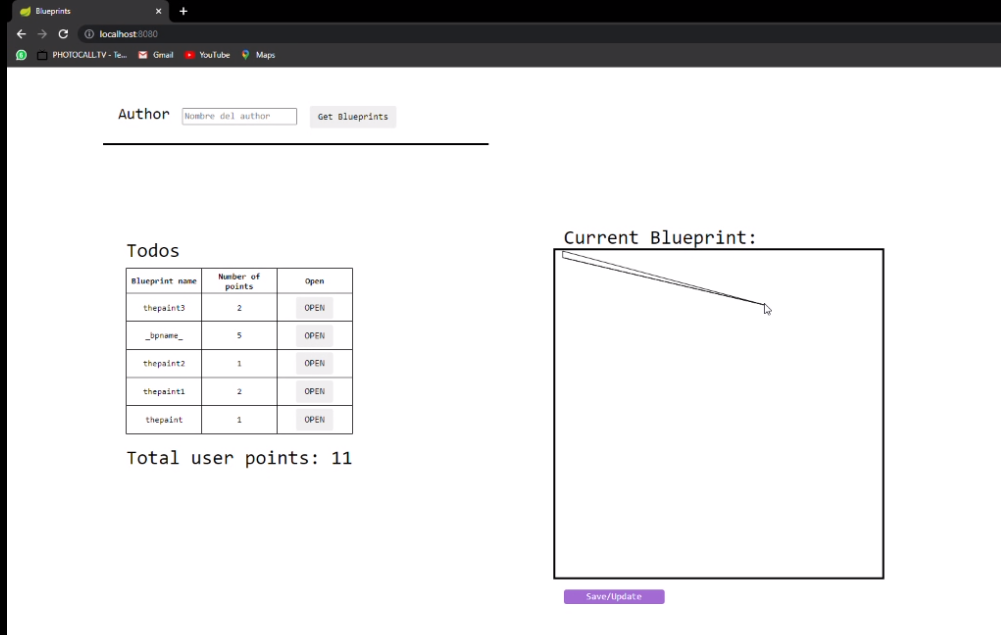 Blueprints
localhost:8080
PHOTOCALL.TV - Te... Gmail YouTube Maps
Author Nombre del author Get Blueprints
Todos
Blueprint name Number of points Open
thepaint3 2 OPEN
_bpname_ 5 OPEN
thepaint2 1 OPEN
thepaint1 2 OPEN
thepaint 1 OPEN
Total user points: 11
Current Blueprint:
Save/Update